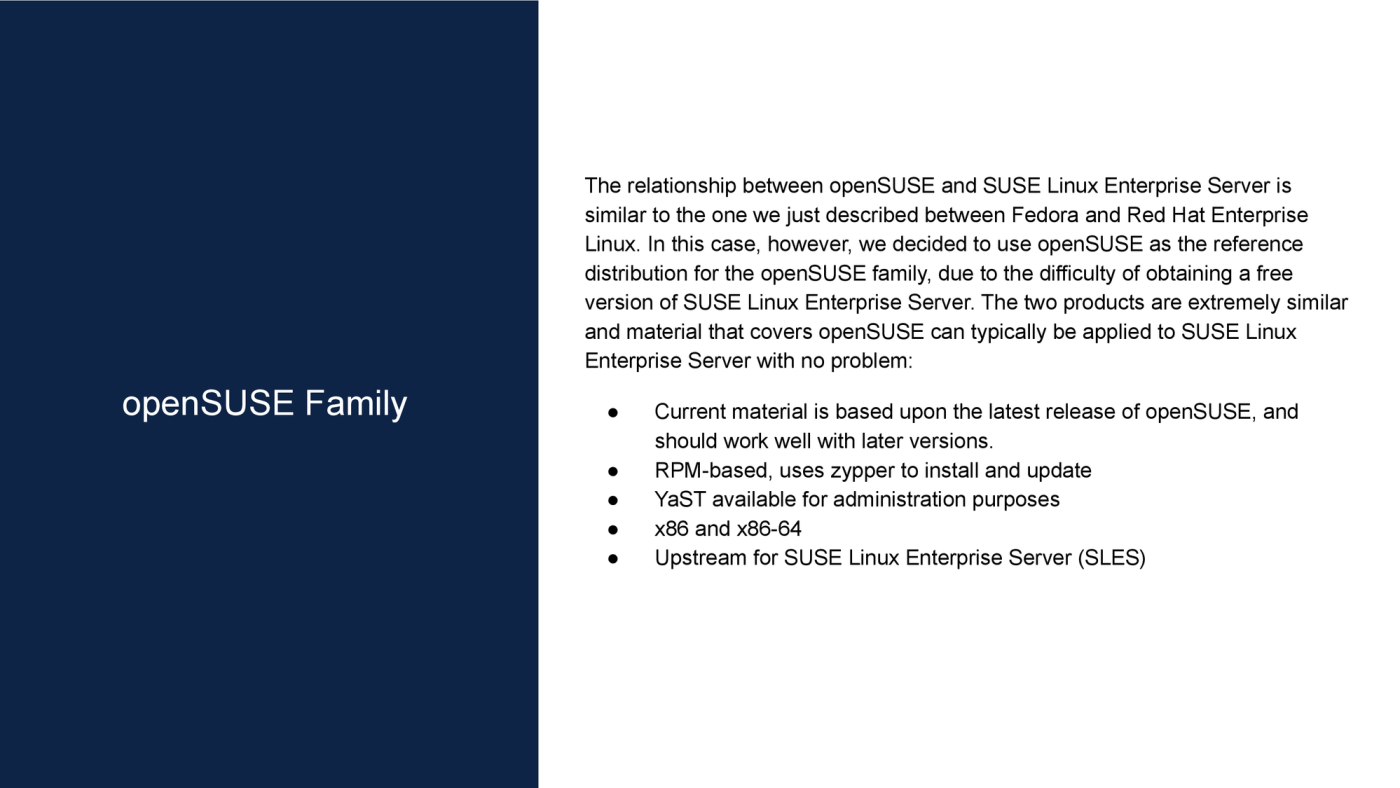 openSUSE Family
The relationship between openSUSE and SUSE Linux Enterprise Server is
similar to the one we just described between Fedora and Red Hat Enterprise
Linux. In this case, however, we decided to use openSUSE as the reference
distribution for the openSUSE family, due to the difficulty of obtaining a free
version of SUSE Linux Enterprise Server. The two products are extremely similar
and material that covers openSUSE can typically be applied to SUSE Linux
Enterprise Server with no problem:
● Current material is based upon the latest release of openSUSE, and
should work well with later versions.
● RPM-based, uses zypper to install and update
● YaST available for administration purposes
● x86 and x86-64
● Upstream for SUSE Linux Enterprise Server (SLES)